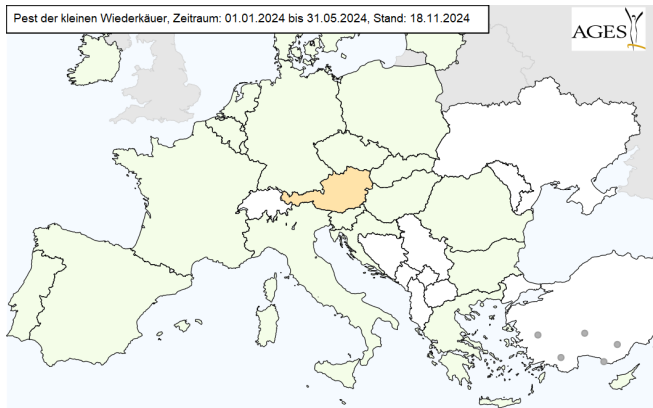 Pest der kleinen Wiederkäuer, Zeitraum: 01.01.2024 bis 31.05.2024, Stand: 18.11.2024
AGES